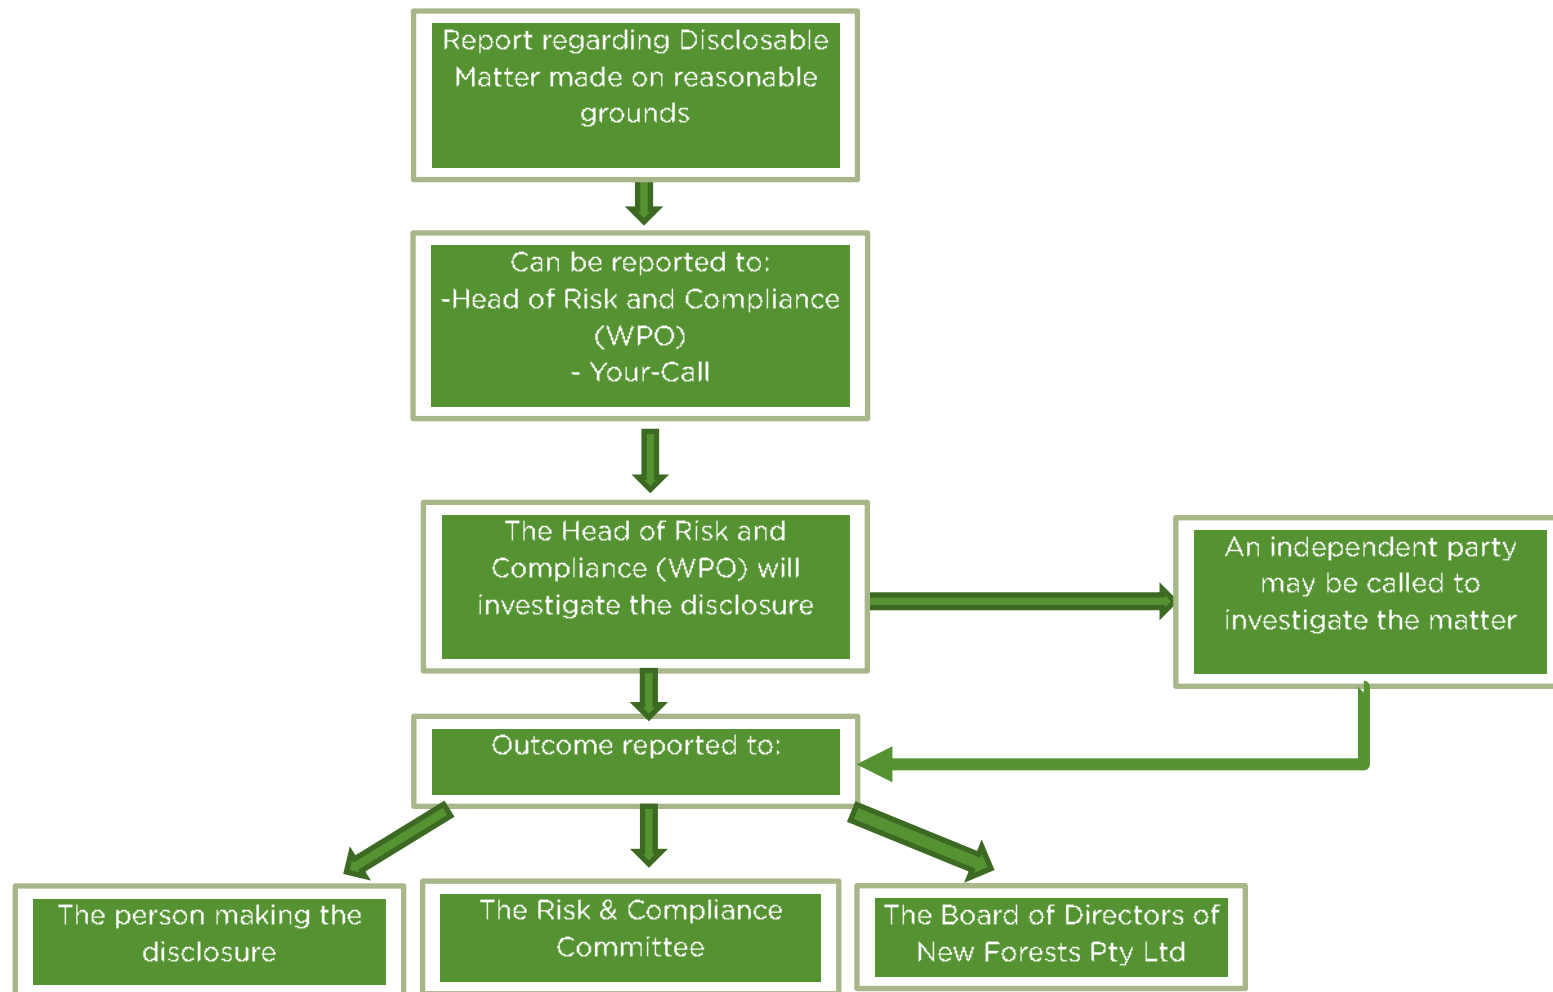 Report regarding Disclosable
Matter made on reasonable
grounds
Can be reported to:
-Head of Risk and Compliance
(WPO)
- Your-Call
The Head of Risk and
Compliance (WPO) will
investigate the disclosure
An independent party
may be called to
investigate the matter
Outcome reported to:
The person making the
disclosure
The Risk & Compliance
Committee
The Board of Directors of
New Forests Pty Ltd